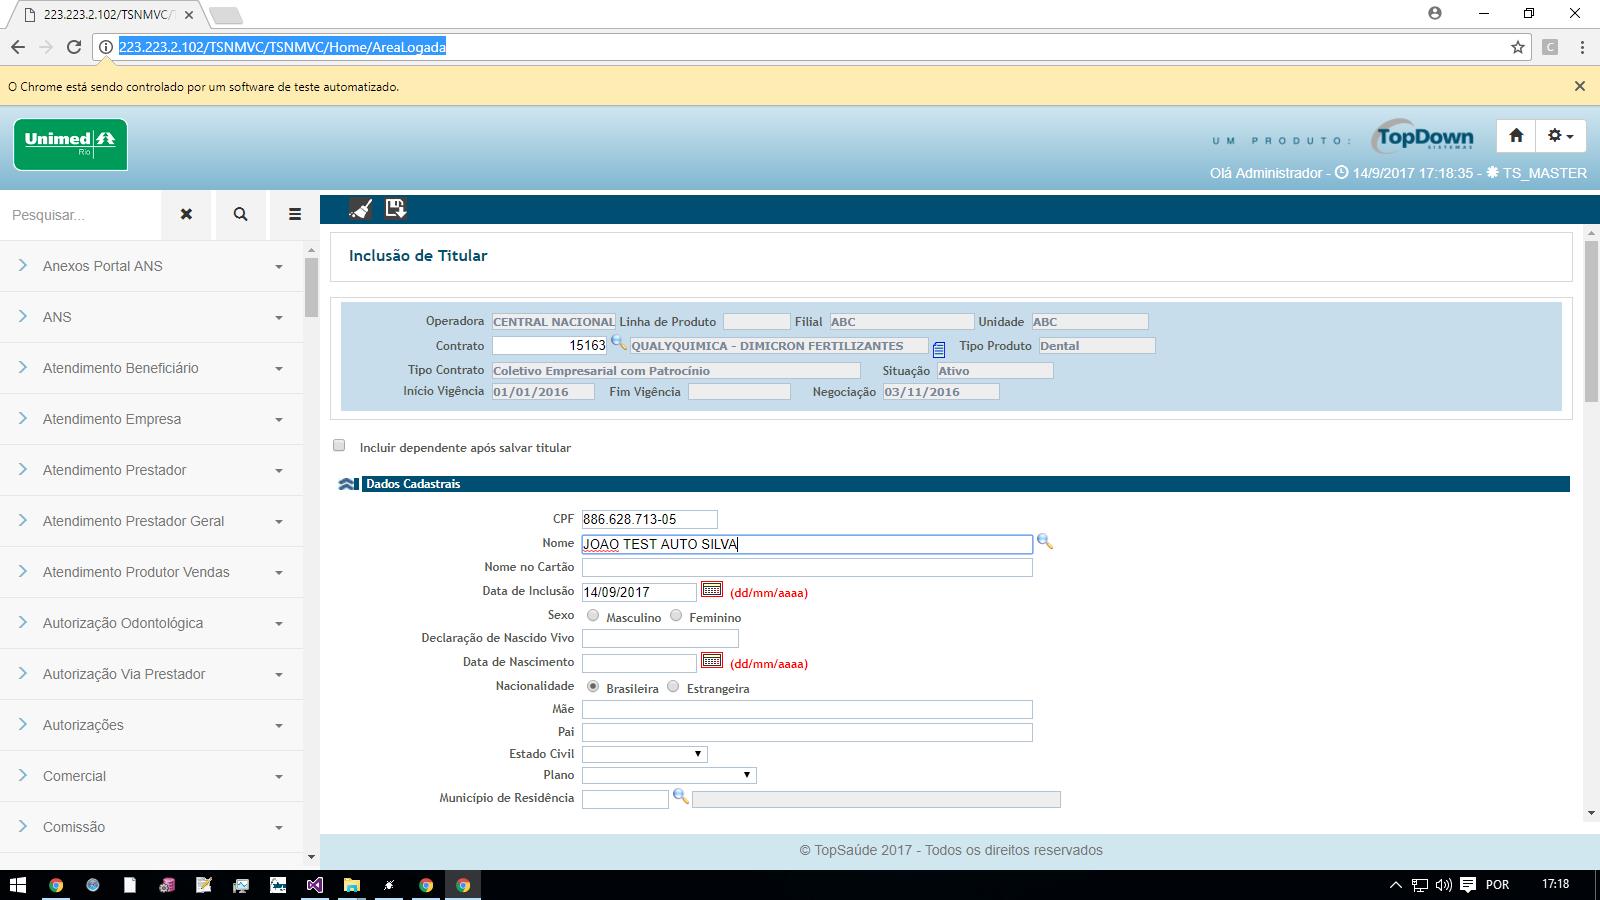 223.223.2.102/TSNMVC/T
223.223.2.102/TSNMVC/TSNMVC/Home/AreaLogada
C
O Chrome está sendo controlado por um software de teste automatizado.
Unimed
Rio
UM PRODUTO: TopDown
SISTEMAS
Olá Administrador - 14/9/2017 17:18:35 - TS_MASTER
Pesquisar...
Anexos Portal ANS
ANS
Atendimento Beneficiário
Atendimento Empresa
Atendimento Prestador
Atendimento Prestador Geral
Atendimento Produtor Vendas
Autorização Odontológica
Autorização Via Prestador
Autorizações
Comercial
Comissão
Inclusão de Titular
Operadora CENTRAL NACIONAL Linha de Produto Filial ABC Unidade ABC
Contrato 15163 QUALYQUIMICA - DIMICRON FERTILIZANTES Tipo Produto Dental
Tipo Contrato Coletivo Empresarial com Patrocínio Situação Ativo
Início Vigência 01/01/2016 Fim Vigência Negociação 03/11/2016
Incluir dependente após salvar titular
Dados Cadastrais
CPF 886.628.713-05
Nome JOAO TEST AUTO SILVA
Nome no Cartão
Data de Inclusão 14/09/2017 (dd/mm/aaaa)
Sexo Masculino Feminino
Declaração de Nascido Vivo
Data de Nascimento (dd/mm/aaaa)
Nacionalidade Brasileira Estrangeira
Mãe
Pai
Estado Civil
Plano
Município de Residência
© TopSaúde 2017 - Todos os direitos reservados
POR 17:18